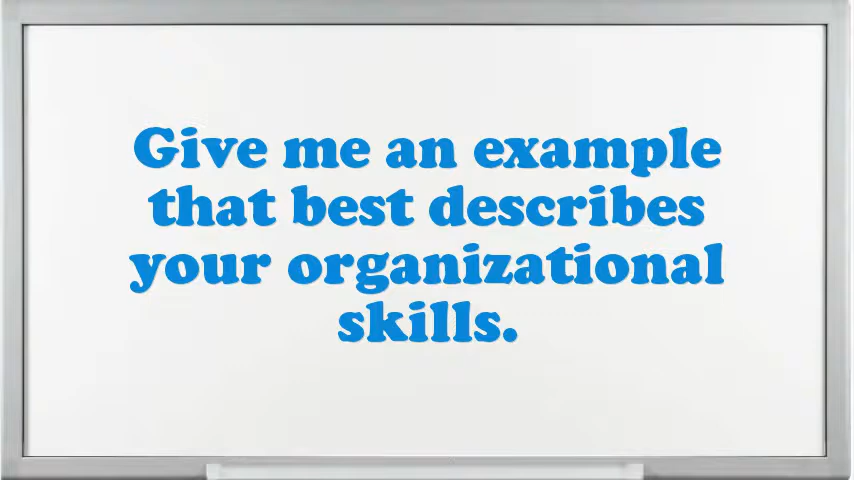 Give me an example
that best describes
your organizational
skills.